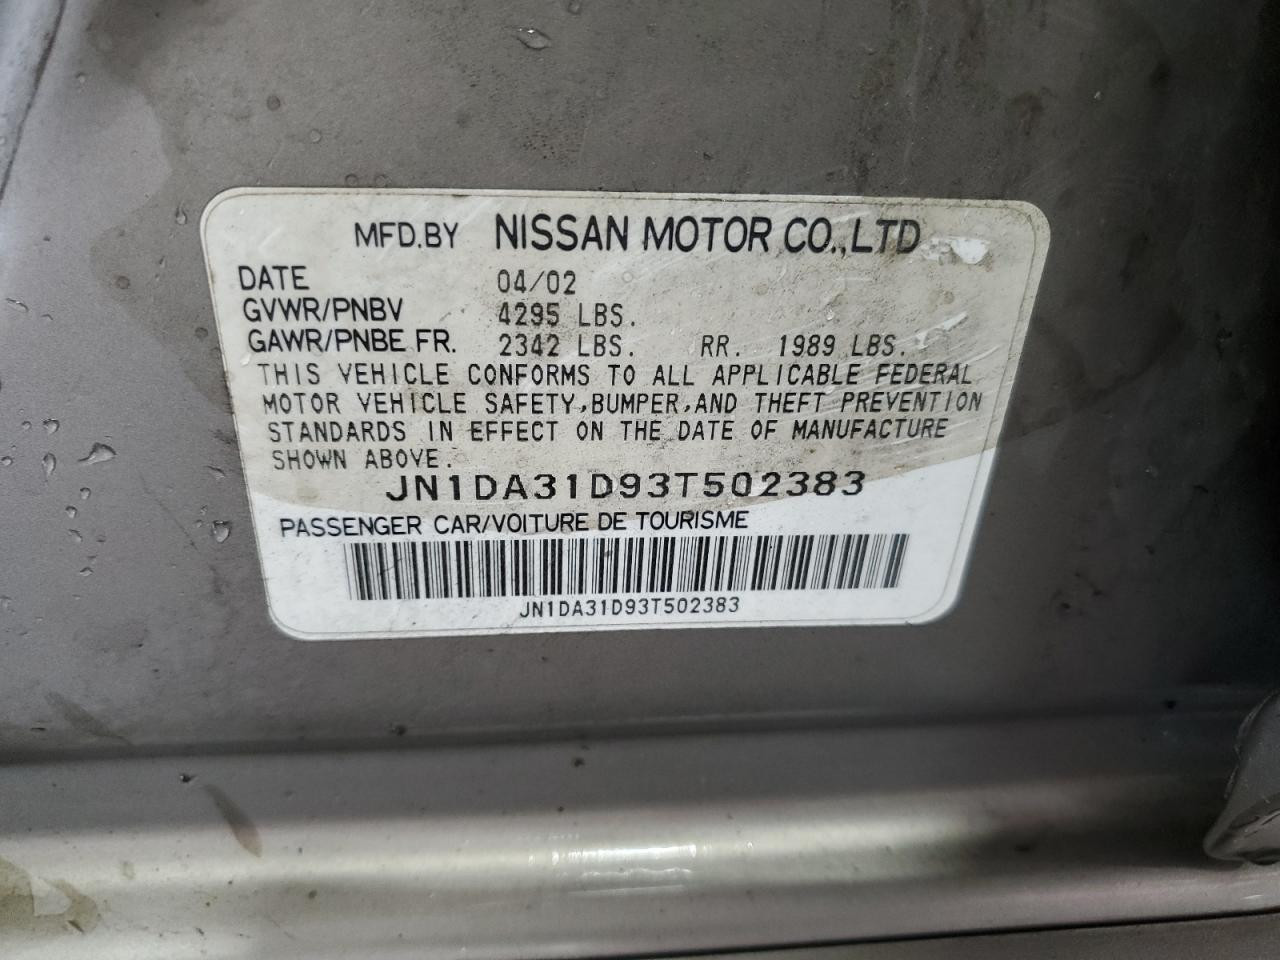 MFD.BY NISSAN MOTOR CO.,LTD
DATE 04/02
GVWR/PNBV 4295 LBS.
GAWR/PNBE FR. 2342 LBS. RR. 1989 LBS.
THIS VEHICLE CONFORMS TO ALL APPLICABLE FEDERAL
MOTOR VEHICLE SAFETY,BUMPER,AND THEFT PREVENTION
STANDARDS IN EFFECT ON THE DATE OF MANUFACTURE
SHOWN ABOVE.
JN1DA31D93T502383
PASSENGER CAR/VOITURE DE TOURISME
JN1DA31D93T502383